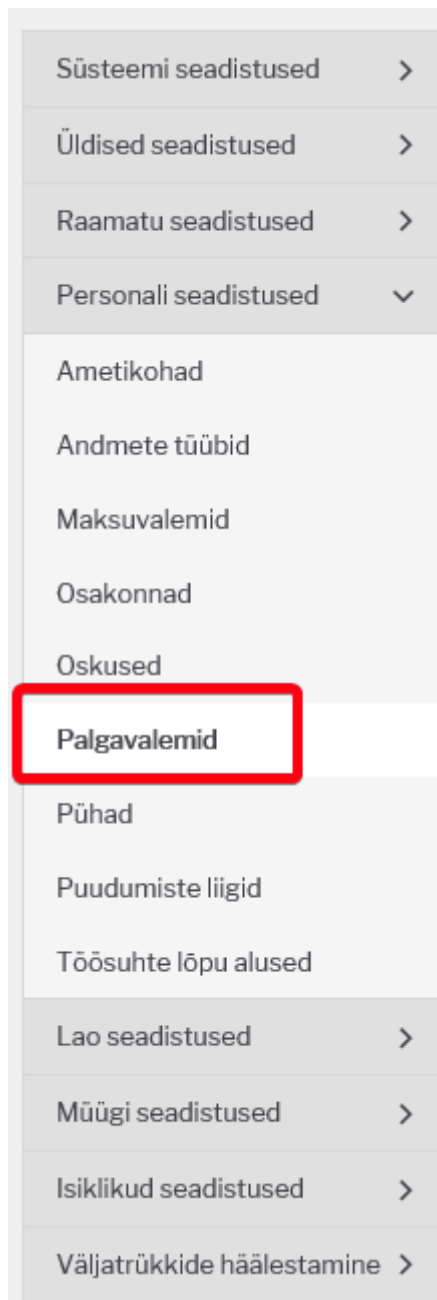 Süsteemi seadistused
Üldised seadistused
Raamatu seadistused
Personali seadistused
Ametikohad
Andmete tüübid
Maksuvalemid
Osakonnad
Oskused
Palgavalemid
Pühad
Puudumiste liigid
Töösuhte lõpu alused
Lao seadistused
Müügi seadistused
Isiklikud seadistused
Väljatrükkide häälestamine